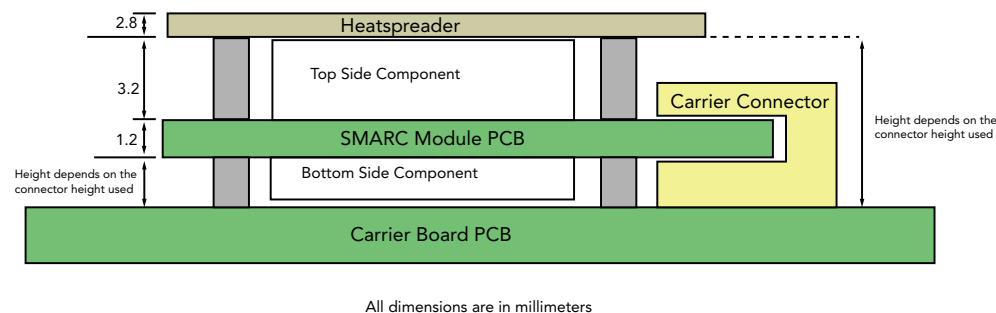 2.8
Heatspreader
Top Side Component
3.2
Carrier Connector
Height depends on the
connector height used
1.2
SMARC Module PCB
Height depends on the
connector height used
Bottom Side Component
Carrier Board PCB
All dimensions are in millimeters